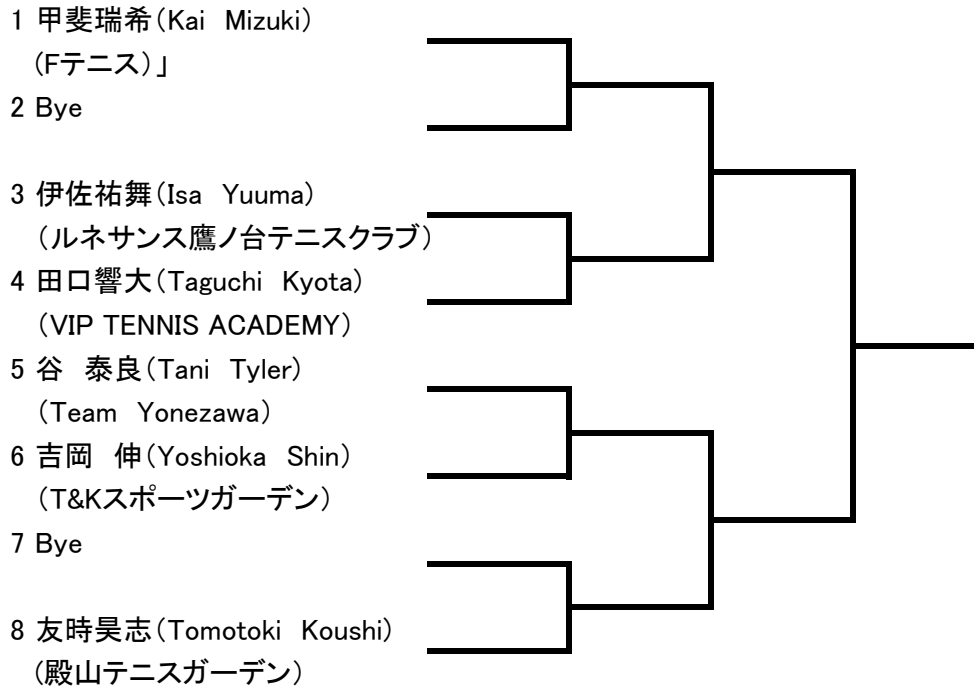 1 甲斐瑞希(Kai Mizuki)
(Fテニス)」
2 Bye
3 伊佐祐舞(Isa Yuuma)
(ルネサンス鷹ノ台テニスクラブ)
4 田口響大(Taguchi Kyota)
(VIP TENNIS ACADEMY)
5 谷 泰良(Tani Tyler)
(Team Yonezawa)
6 吉岡 伸(Yoshioka Shin)
(T&Kスポーツガーデン)
7 Bye
8 友時昊志(Tomotoki Koushi)
(殿山テニスガーデン)